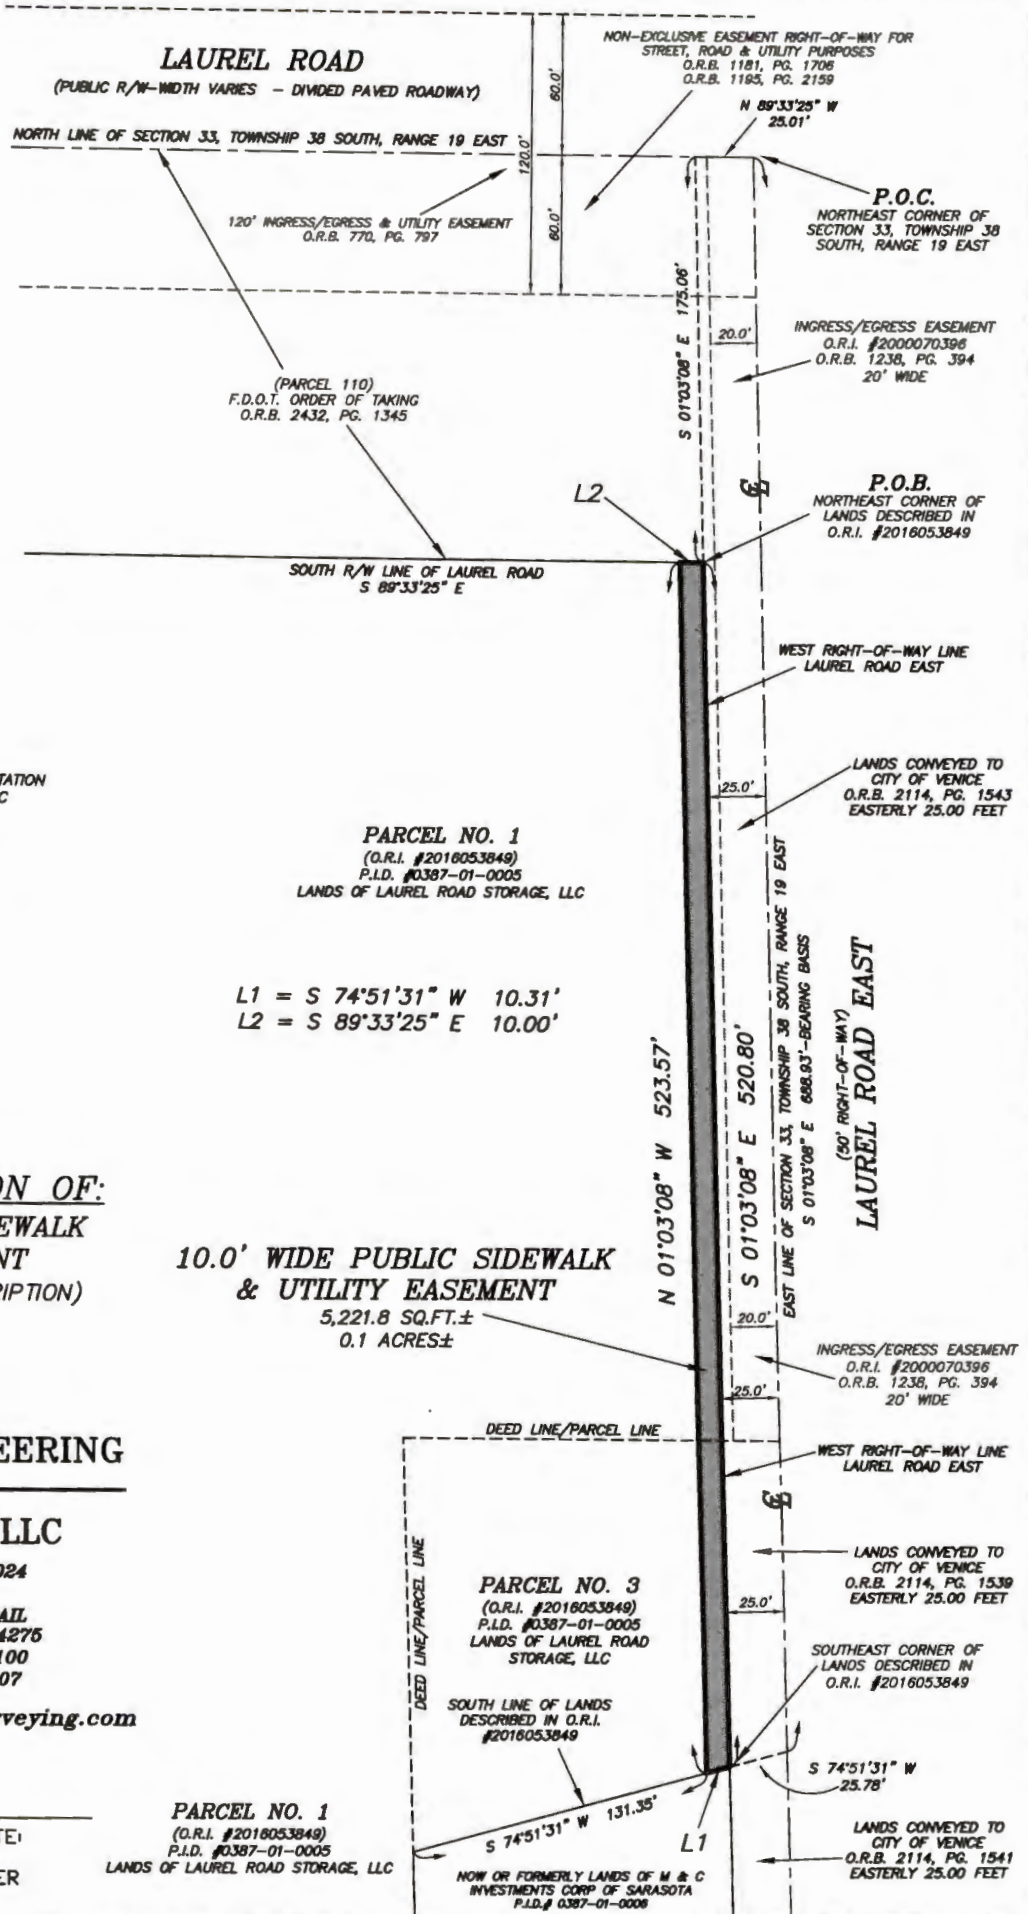 LAUREL ROAD
(PUBLIC R/W-WIDTH VARIES - DIVIDED PAVED ROADWAY)
NORTH LINE OF SECTION 33, TOWNSHIP 38 SOUTH, RANGE 19 EAST
120' INGRESS/EGRESS & UTILITY EASEMENT
O.R.B. 770, PG. 797
60.0'
120.0'
60.0'
NON-EXCLUSIVE EASEMENT RIGHT-OF-WAY FOR
STREET, ROAD & UTILITY PURPOSES
O.R.B. 1181, PG. 1706
O.R.B. 1195, PG. 2159
N 89°33'25" W
25.01'
P.O.C.
NORTHEAST CORNER OF
SECTION 33, TOWNSHIP 38
SOUTH, RANGE 19 EAST
S 01°03'08" E 175.06'
20.0'
INGRESS/EGRESS EASEMENT
O.R.I. #2000070396
O.R.B. 1238, PG. 394
20' WIDE
(PARCEL 110)
F.D.O.T. ORDER OF TAKING
O.R.B. 2432, PG. 1345
L2
P.O.B.
NORTHEAST CORNER OF
LANDS DESCRIBED IN
O.R.I. #2016053849
SOUTH R/W LINE OF LAUREL ROAD
S 89°33'25" E
WEST RIGHT-OF-WAY LINE
LAUREL ROAD EAST
TATION
C
LANDS CONVEYED TO
CITY OF VENICE
O.R.B. 2114, PG. 1543
EASTERLY 25.00 FEET
25.0'
PARCEL NO. 1
(O.R.I. #2016053849)
P.I.D. #0387-01-0005
LANDS OF LAUREL ROAD STORAGE, LLC
L1 = S 74°51'31" W 10.31'
L2 = S 89°33'25" E 10.00'
N 01°03'08" W 523.57'
S 01°03'08" E 520.80'
EAST LINE OF SECTION 33, TOWNSHIP 38 SOUTH, RANGE 19 EAST
S 01°03'08" E 688.93'-BEARING BASIS
(50' RIGHT-OF-WAY)
LAUREL ROAD EAST
ON OF:
EWALK
NT
RIPTION)
10.0' WIDE PUBLIC SIDEWALK
& UTILITY EASEMENT
5,221.8 SQ.FT.±
0.1 ACRES±
20.0'
INGRESS/EGRESS EASEMENT
O.R.I. #2000070396
O.R.B. 1238, PG. 394
20' WIDE
25.0'
DEED LINE/PARCEL LINE
WEST RIGHT-OF-WAY LINE
LAUREL ROAD EAST
EERING
LLC
024
AIL
4275
100
07
veying.com
DEED LINE/PARCEL LINE
PARCEL NO. 3
(O.R.I. #2016053849)
P.I.D. #0387-01-0005
LANDS OF LAUREL ROAD
STORAGE, LLC
LANDS CONVEYED TO
CITY OF VENICE
O.R.B. 2114, PG. 1539
EASTERLY 25.00 FEET
25.0'
SOUTHEAST CORNER OF
LANDS DESCRIBED IN
O.R.I. #2016053849
SOUTH LINE OF LANDS
DESCRIBED IN O.R.I.
#2016053849
S 74°51'31" W
25.78'
S 74°51'31" W 131.35'
L1
TE:
ER
PARCEL NO. 1
(O.R.I. #2016053849)
P.I.D. #0387-01-0005
LANDS OF LAUREL ROAD STORAGE, LLC
NOW OR FORMERLY LANDS OF M & C
INVESTMENTS CORP OF SARASOTA
P.I.D.# 0387-01-0006
LANDS CONVEYED TO
CITY OF VENICE
O.R.B. 2114, PG. 1541
EASTERLY 25.00 FEET